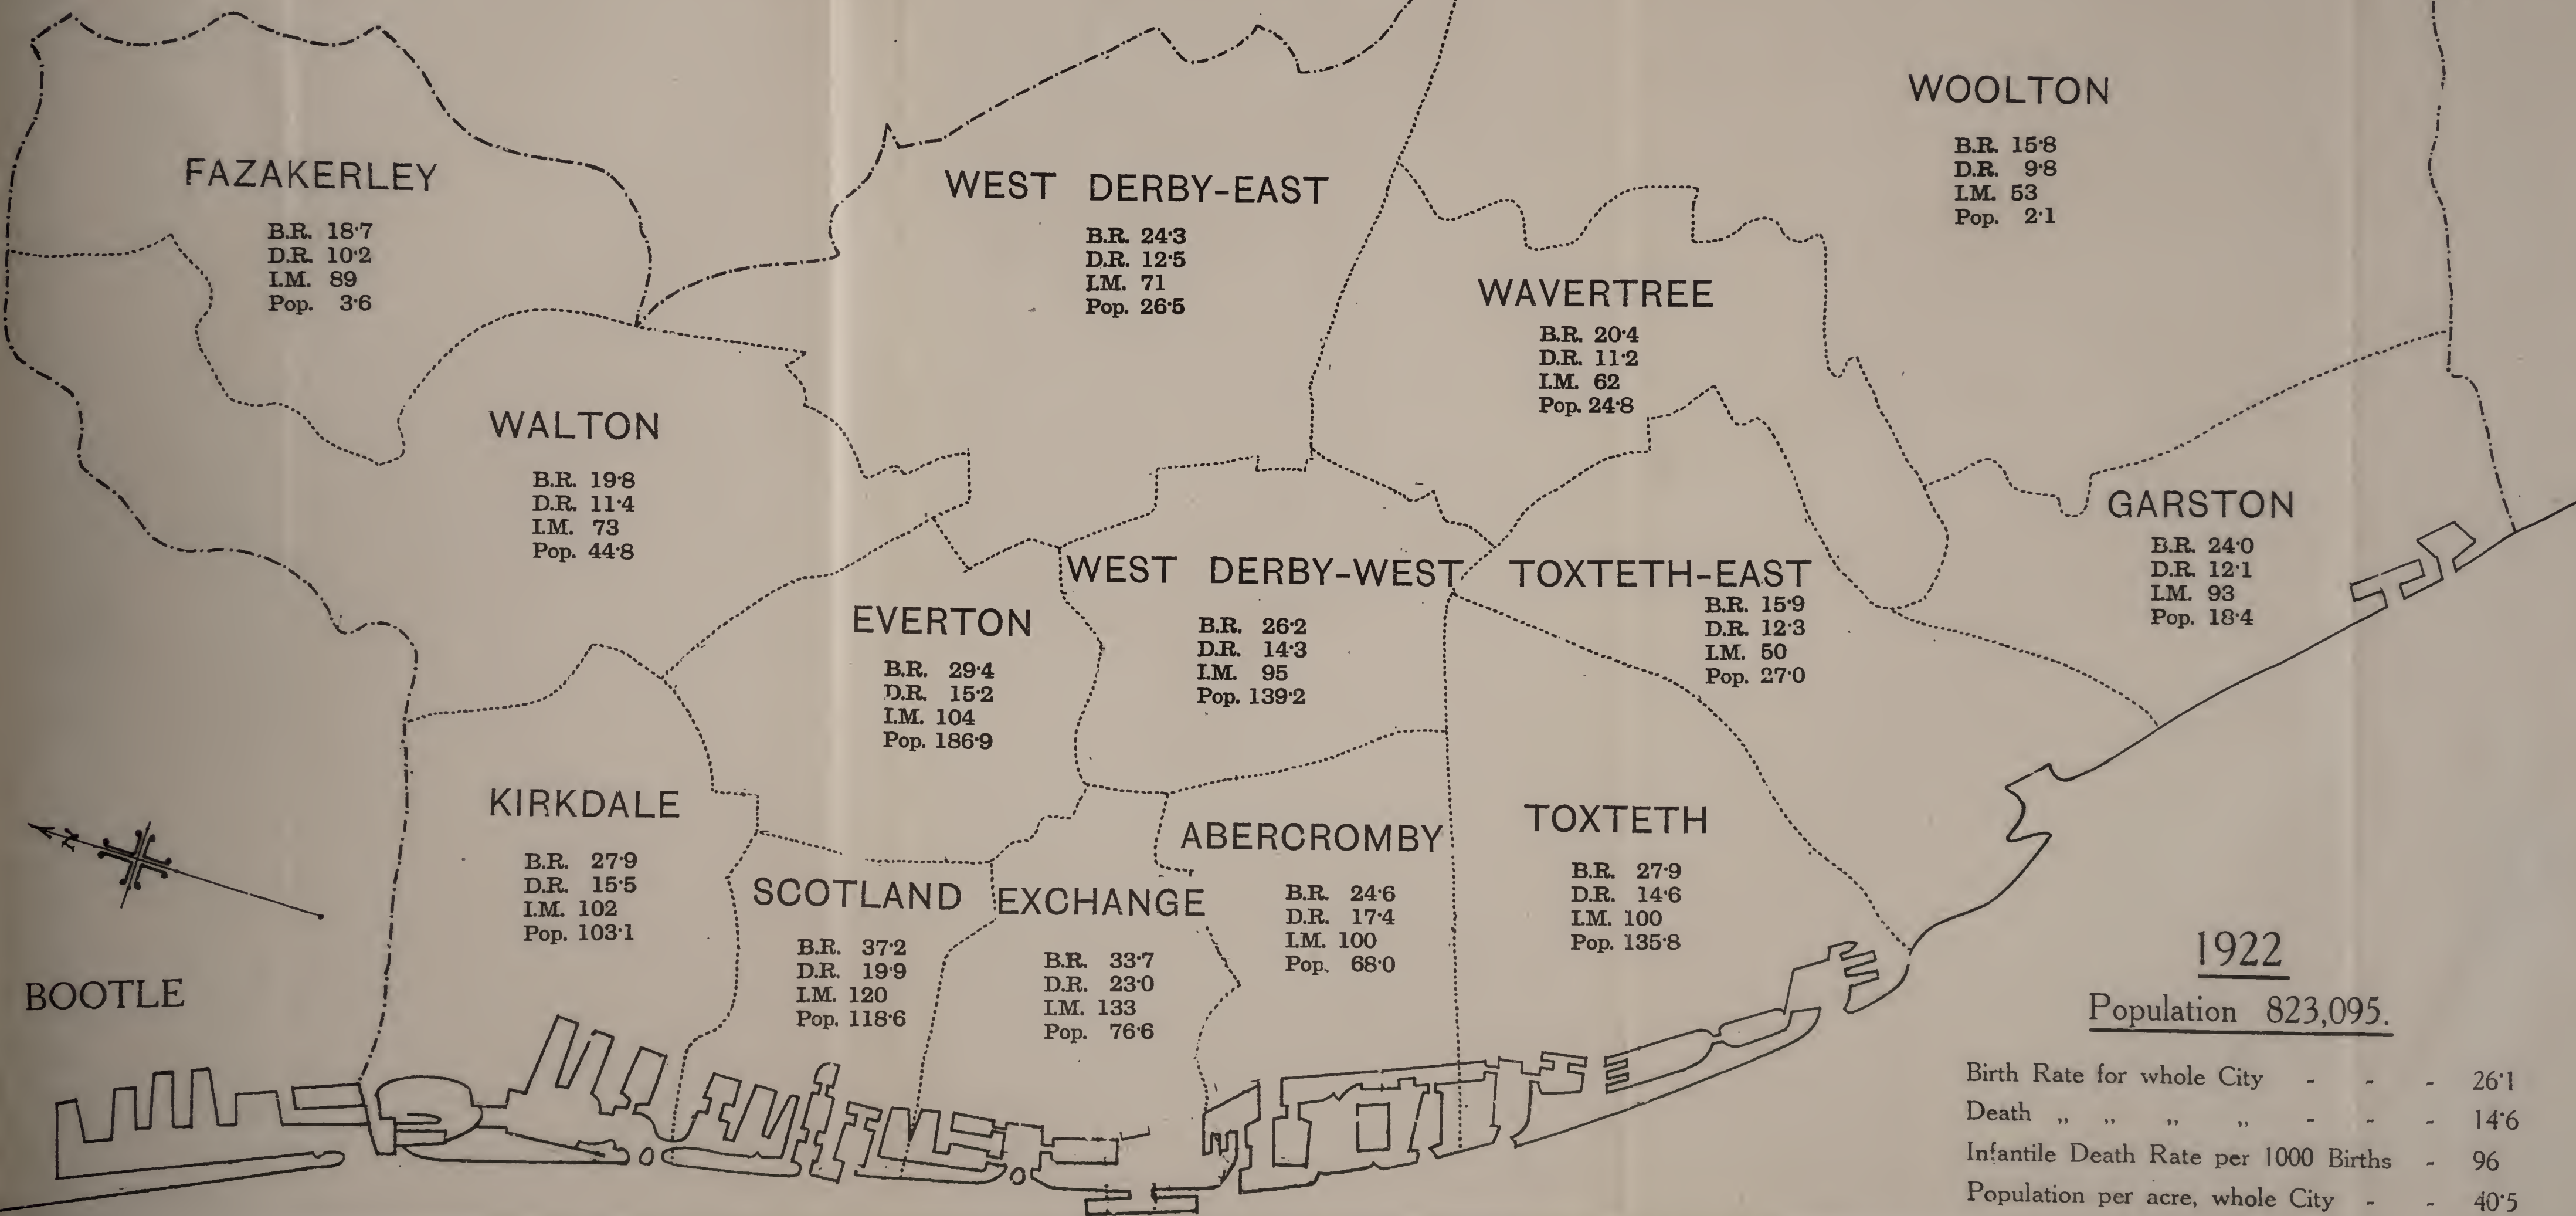 WOOLTON
B.R. 15·8
D.R. 9·8
I.M. 53
Pop. 2·1
FAZAKERLEY
B.R. 18·7
D.R. 10·2
I.M. 89
Pop. 3·6
WEST DERBY-EAST
B.R. 24·3
D.R. 12·5
I.M. 71
Pop. 26·5
WAVERTREE
B.R. 20·4
D.R. 11·2
I.M. 62
Pop. 24·8
WALTON
B.R. 19·8
D.R. 11·4
I.M. 73
Pop. 44·8
GARSTON
B.R. 24·0
D.R. 12·1
I.M. 93
Pop. 18·4
WEST DERBY-WEST
B.R. 26·2
D.R. 14·3
I.M. 95
Pop. 139·2
TOXTETH-EAST
B.R. 15·9
D.R. 12·3
I.M. 50
Pop. 27·0
EVERTON
B.R. 29·4
D.R. 15·2
I.M. 104
Pop. 186·9
KIRKDALE
B.R. 27·9
D.R. 15·5
I.M. 102
Pop. 103·1
SCOTLAND
B.R. 37·2
D.R. 19·9
I.M. 120
Pop. 118·6
EXCHANGE
B.R. 33·7
D.R. 23·0
I.M. 133
Pop. 76·6
ABERCROMBY
B.R. 24·6
D.R. 17·4
I.M. 100
Pop. 68·0
TOXTETH
B.R. 27·9
D.R. 14·6
I.M. 100
Pop. 135·8
N
BOOTLE
1922
Population 823,095.
Birth Rate for whole City - - - 26·1
Death „ „ „ „ - - - 14·6
Infantile Death Rate per 1000 Births - 96
Population per acre, whole City - - 40·5